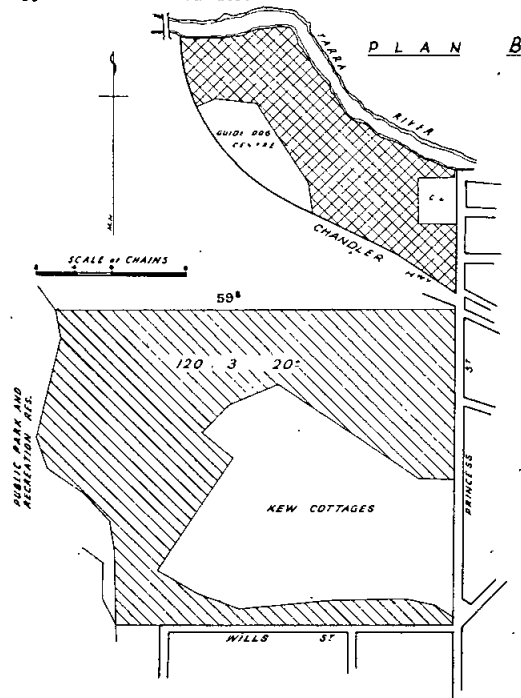 PLAN B
YARRA
RIVER
GUIDE DOG
CENTRE
CHANDLER
HWY
M.N.
SCALE of CHAINS
59⁸
120 . 3 20±
PUBLIC PARK AND
RECREATION RES.
ST
PRINCESS
KEW COTTAGES
WILLS ST